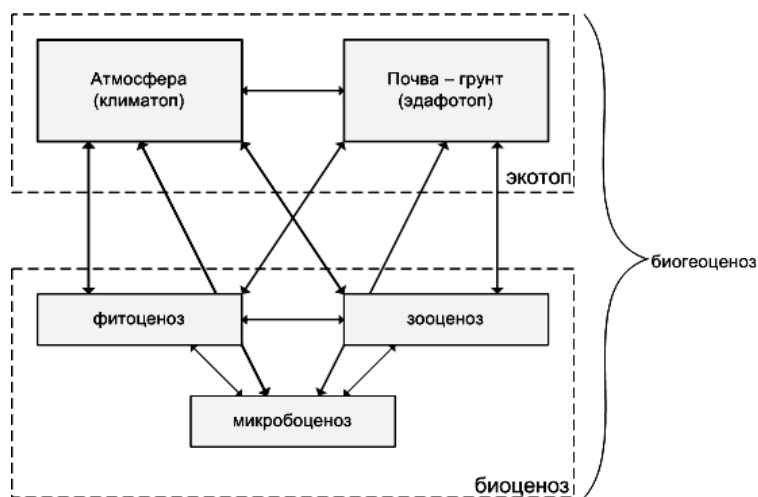 Атмосфера
(климатоп)
Почва – грунт
(эдафотоп)
экотоп
биогеоценоз
фитоценоз
зооценоз
микробоценоз
биоценоз